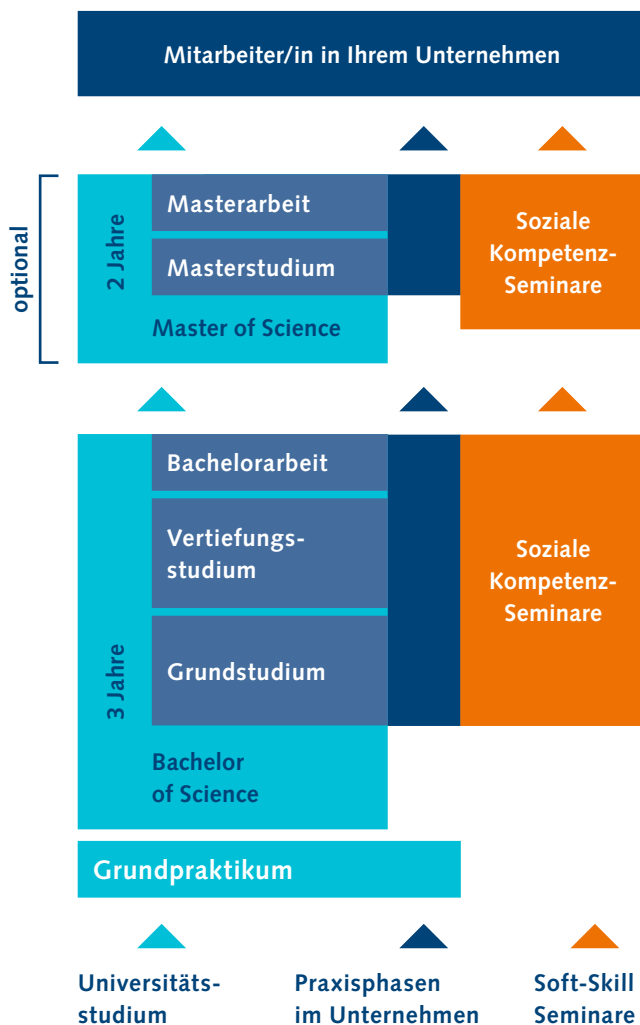 Mitarbeiter/in in Ihrem Unternehmen
optional
2 Jahre
Masterarbeit
Masterstudium
Master of Science
Soziale
Kompetenz-
Seminare
3 Jahre
Bachelorarbeit
Vertiefungs-
studium
Grundstudium
Bachelor
of Science
Soziale
Kompetenz-
Seminare
Grundpraktikum
Universitäts-
studium
Praxisphasen
im Unternehmen
Soft-Skill
Seminare